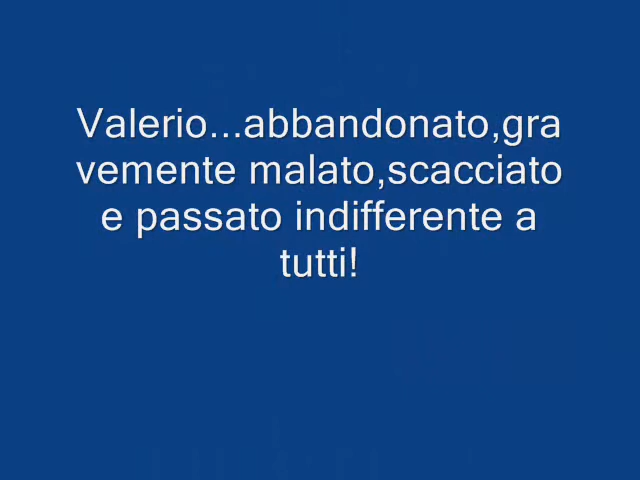 Valerio...abbandonato,gra
vemente malato,scacciato
e passato indifferente a
tutti!